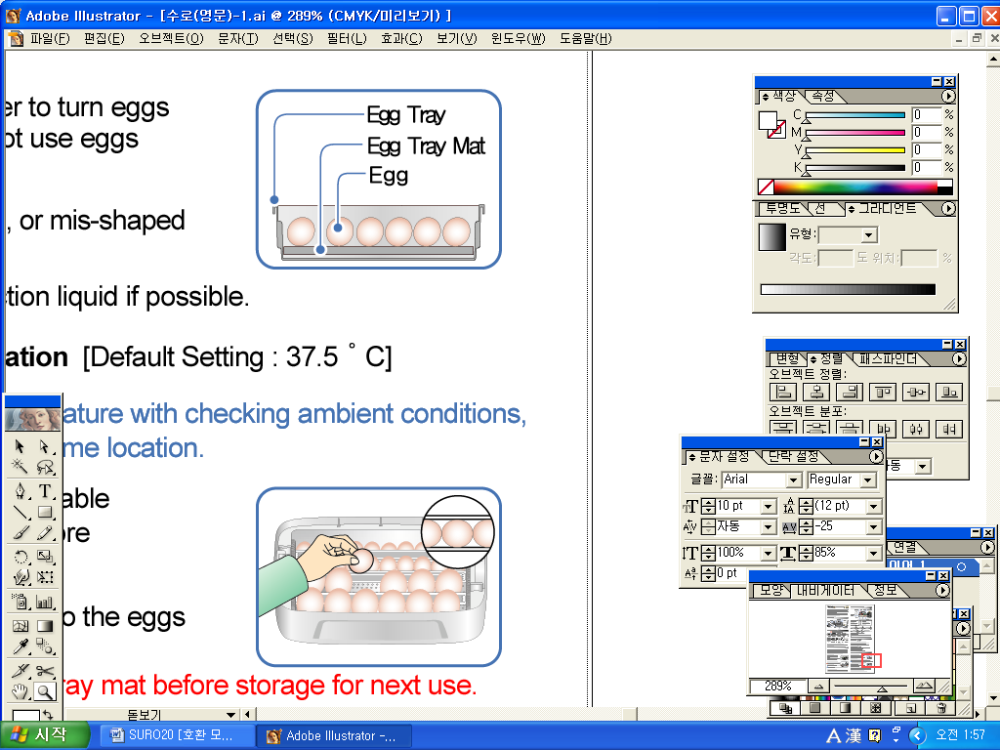 Adobe Illustrator - [수로(명문)-1.ai @ 289% (CMYK/미리보기) ]
파일(F) 편집(E) 오브젝트(O) 문자(T) 선택(S) 필터(L) 효과(C) 보기(V) 윈도우(W) 도움말(H)
er to turn eggs
ot use eggs
, or mis-shaped
ction liquid if possible.
Egg Tray
Egg Tray Mat
Egg
ation [Default Setting : 37.5 ˚ C]
ature with checking ambient conditions,
me location.
able
ore
o the eggs
ray mat before storage for next use.
색상 속성
C 0 %
M 0 %
Y 0 %
K 0 %
투명도 선 그라디언트
유형:
각도: 도 위치: %
변형 정렬 패스파인더
오브젝트 정렬:
오브젝트 분포:
동
문자 설정 단락 설정
글꼴: Arial Regular
10 pt (12 pt)
자동 -25
100% 85%
0 pt
연결
모양 내비게이터 정보
289%
돋보기
시작 SURO20 [호환 모... Adobe Illustrator -... A 漢 오전 1:57